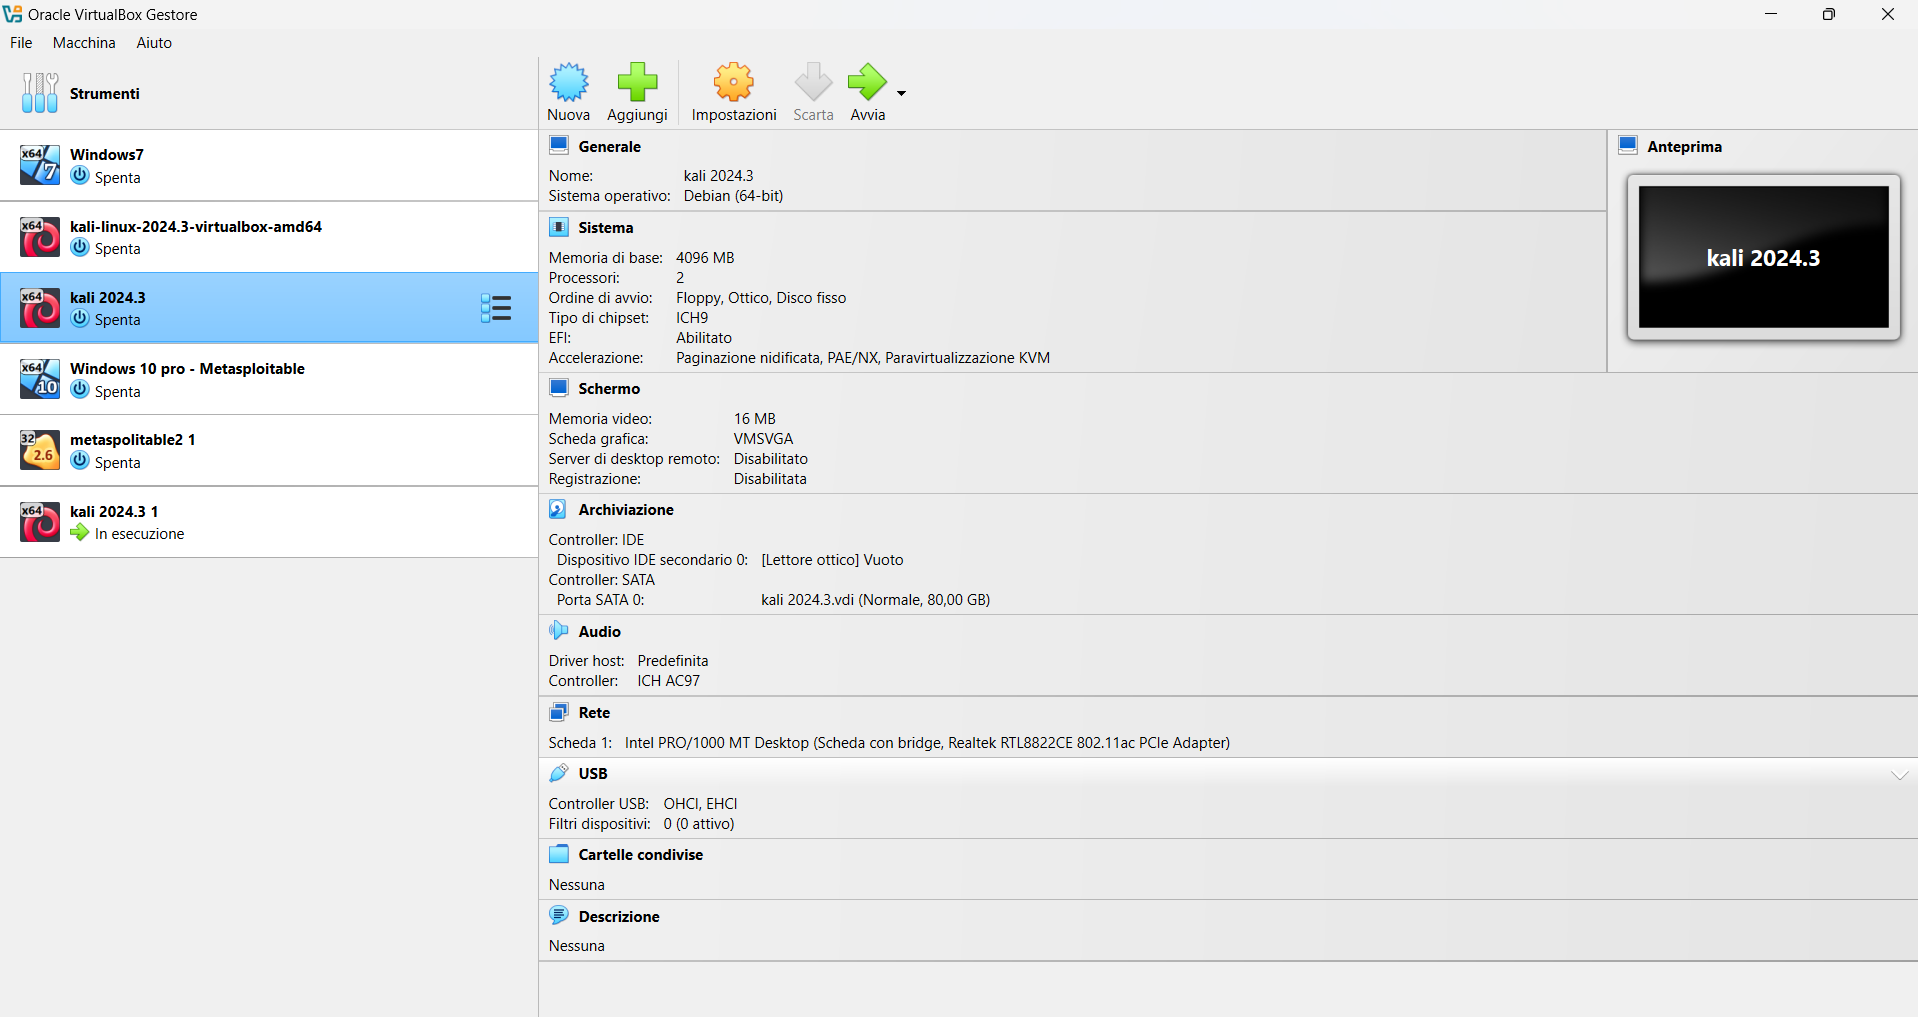 Oracle VirtualBox Gestore
File Macchina Aiuto
Strumenti
Nuova Aggiungi Impostazioni Scarta Avvia
x64 7 Windows7
Spenta
x64 kali-linux-2024.3-virtualbox-amd64
Spenta
x64 kali 2024.3
Spenta
x64 10 Windows 10 pro - Metasploitable
Spenta
32 2.6 metaspolitable2 1
Spenta
x64 kali 2024.3 1
In esecuzione
Generale
Nome: kali 2024.3
Sistema operativo: Debian (64-bit)
Sistema
Memoria di base: 4096 MB
Processori: 2
Ordine di avvio: Floppy, Ottico, Disco fisso
Tipo di chipset: ICH9
EFI: Abilitato
Accelerazione: Paginazione nidificata, PAE/NX, Paravirtualizzazione KVM
Anteprima
kali 2024.3
Schermo
Memoria video: 16 MB
Scheda grafica: VMSVGA
Server di desktop remoto: Disabilitato
Registrazione: Disabilitata
Archiviazione
Controller: IDE
Dispositivo IDE secondario 0: [Lettore ottico] Vuoto
Controller: SATA
Porta SATA 0: kali 2024.3.vdi (Normale, 80,00 GB)
Audio
Driver host: Predefinita
Controller: ICH AC97
Rete
Scheda 1: Intel PRO/1000 MT Desktop (Scheda con bridge, Realtek RTL8822CE 802.11ac PCIe Adapter)
USB
Controller USB: OHCI, EHCI
Filtri dispositivi: 0 (0 attivo)
Cartelle condivise
Nessuna
Descrizione
Nessuna